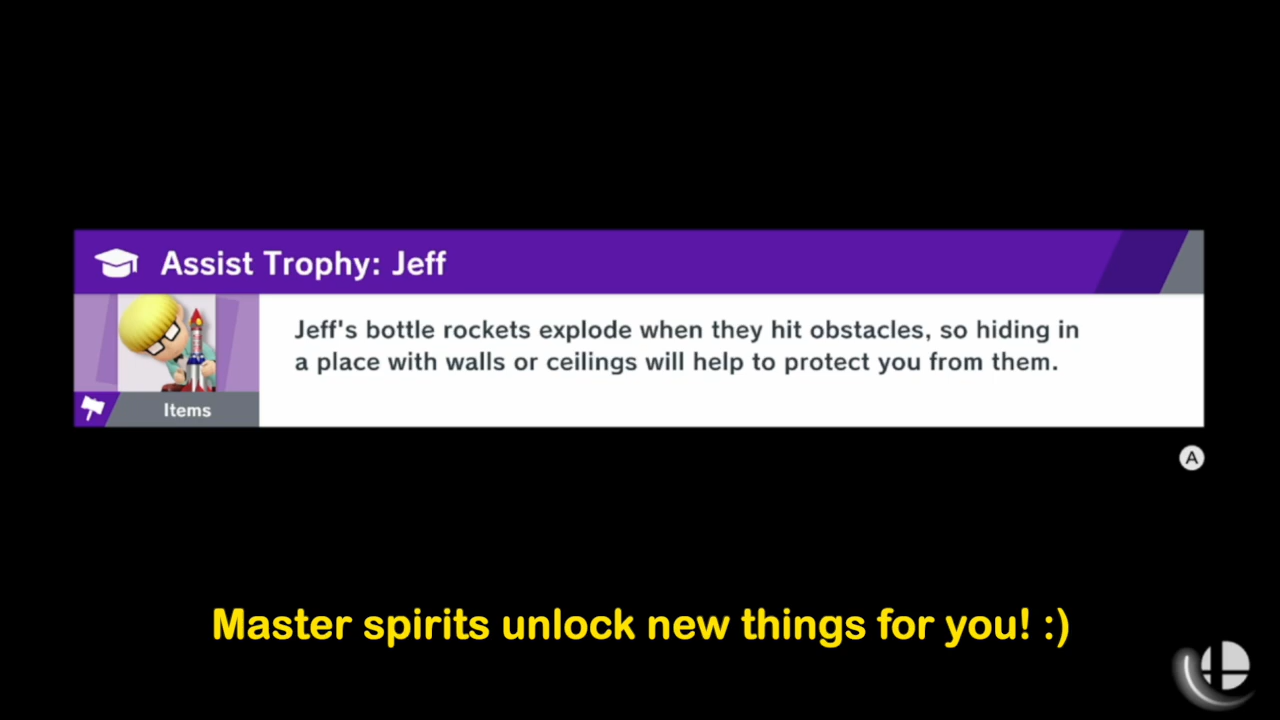 Assist Trophy: Jeff
Jeff's bottle rockets explode when they hit obstacles, so hiding in
a place with walls or ceilings will help to protect you from them.
Items
A
Master spirits unlock new things for you! :)